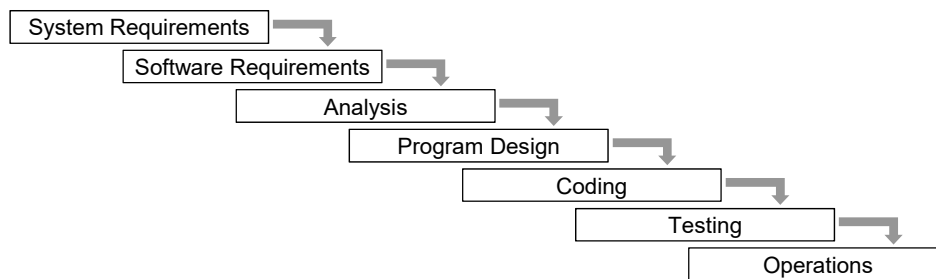 System Requirements
Software Requirements
Analysis
Program Design
Coding
Testing
Operations